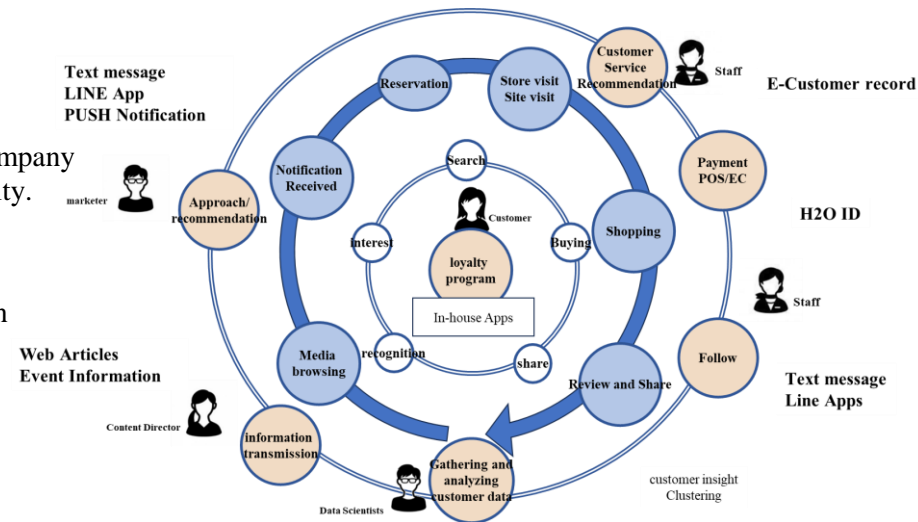 Text message
LINE App
PUSH Notification
mpany
ty.
n
marketer
Approach/
recommendation
Web Articles
Event Information
Content Director
information
transmission
Data Scientists
Gathering and
analyzing
customer data
Reservation
Store visit
Site visit
Customer
Service
Recommendation
Staff
E-Customer record
Notification
Received
Search
Customer
interest
Buying
loyalty
program
In-house Apps
recognition
share
Shopping
Payment
POS/EC
H2O ID
Staff
Media
browsing
Review and Share
Follow
Text message
Line Apps
customer insight
Clustering